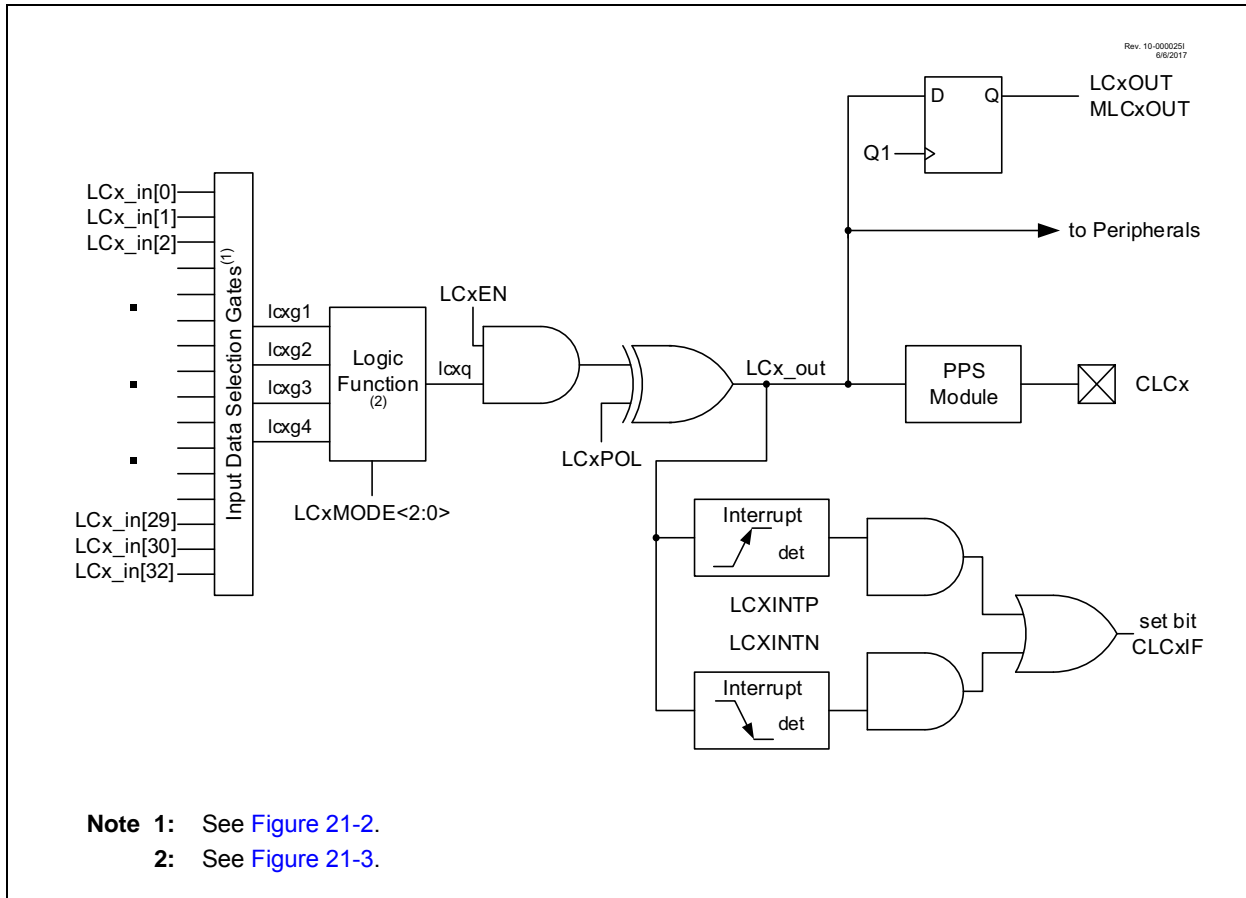 Rev. 10-000025I
6/6/2017
LCxOUT
MLCxOUT
D
Q
Q1
to Peripherals
LCx_in[0]
LCx_in[1]
LCx_in[2]
LCx_in[29]
LCx_in[30]
LCx_in[32]
Input Data Selection Gates(1)
lcxg1
lcxg2
lcxg3
lcxg4
Logic
Function
(2)
LCxMODE<2:0>
lcxq
LCxEN
LCxPOL
LCx_out
PPS
Module
CLCx
Interrupt
det
LCXINTP
LCXINTN
Interrupt
det
set bit
CLCxIF
Note 1: See Figure 21-2.
2: See Figure 21-3.